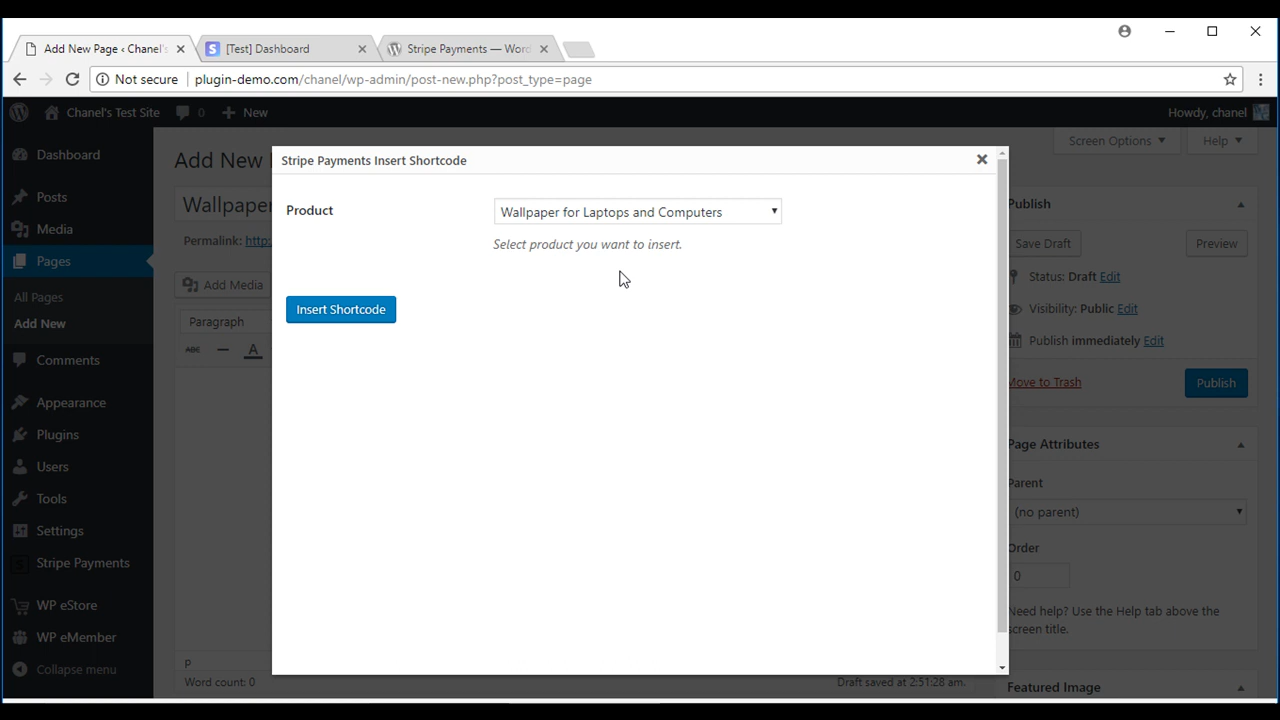 Add New Page ‹ Chanel's
[Test] Dashboard
Stripe Payments — Word
Not secure
plugin-demo.com/chanel/wp-admin/post-new.php?post_type=page
Chanel's Test Site
0
New
Howdy, chanel
Dashboard
Posts
Media
Pages
All Pages
Add New
Comments
Appearance
Plugins
Users
Tools
Settings
Stripe Payments
WP eStore
WP eMember
Collapse menu
Screen Options
Help
Add New
Wallpaper
Permalink: http:
Add Media
Paragraph
ABC
A
p
Word count: 0
Draft saved at 2:51:28 am.
Stripe Payments Insert Shortcode
Product
Wallpaper for Laptops and Computers
Select product you want to insert.
Insert Shortcode
Publish
Save Draft
Preview
Status: Draft Edit
Visibility: Public Edit
Publish immediately Edit
Move to Trash
Publish
Page Attributes
Parent
(no parent)
Order
0
Need help? Use the Help tab above the
screen title.
Featured Image